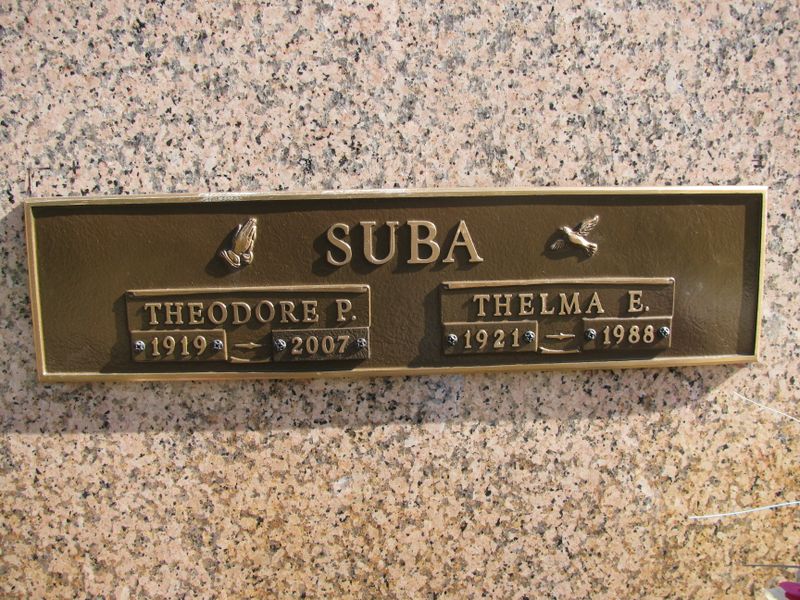 SUBA
THEODORE P.
1919 2007
THELMA E.
1921 1988